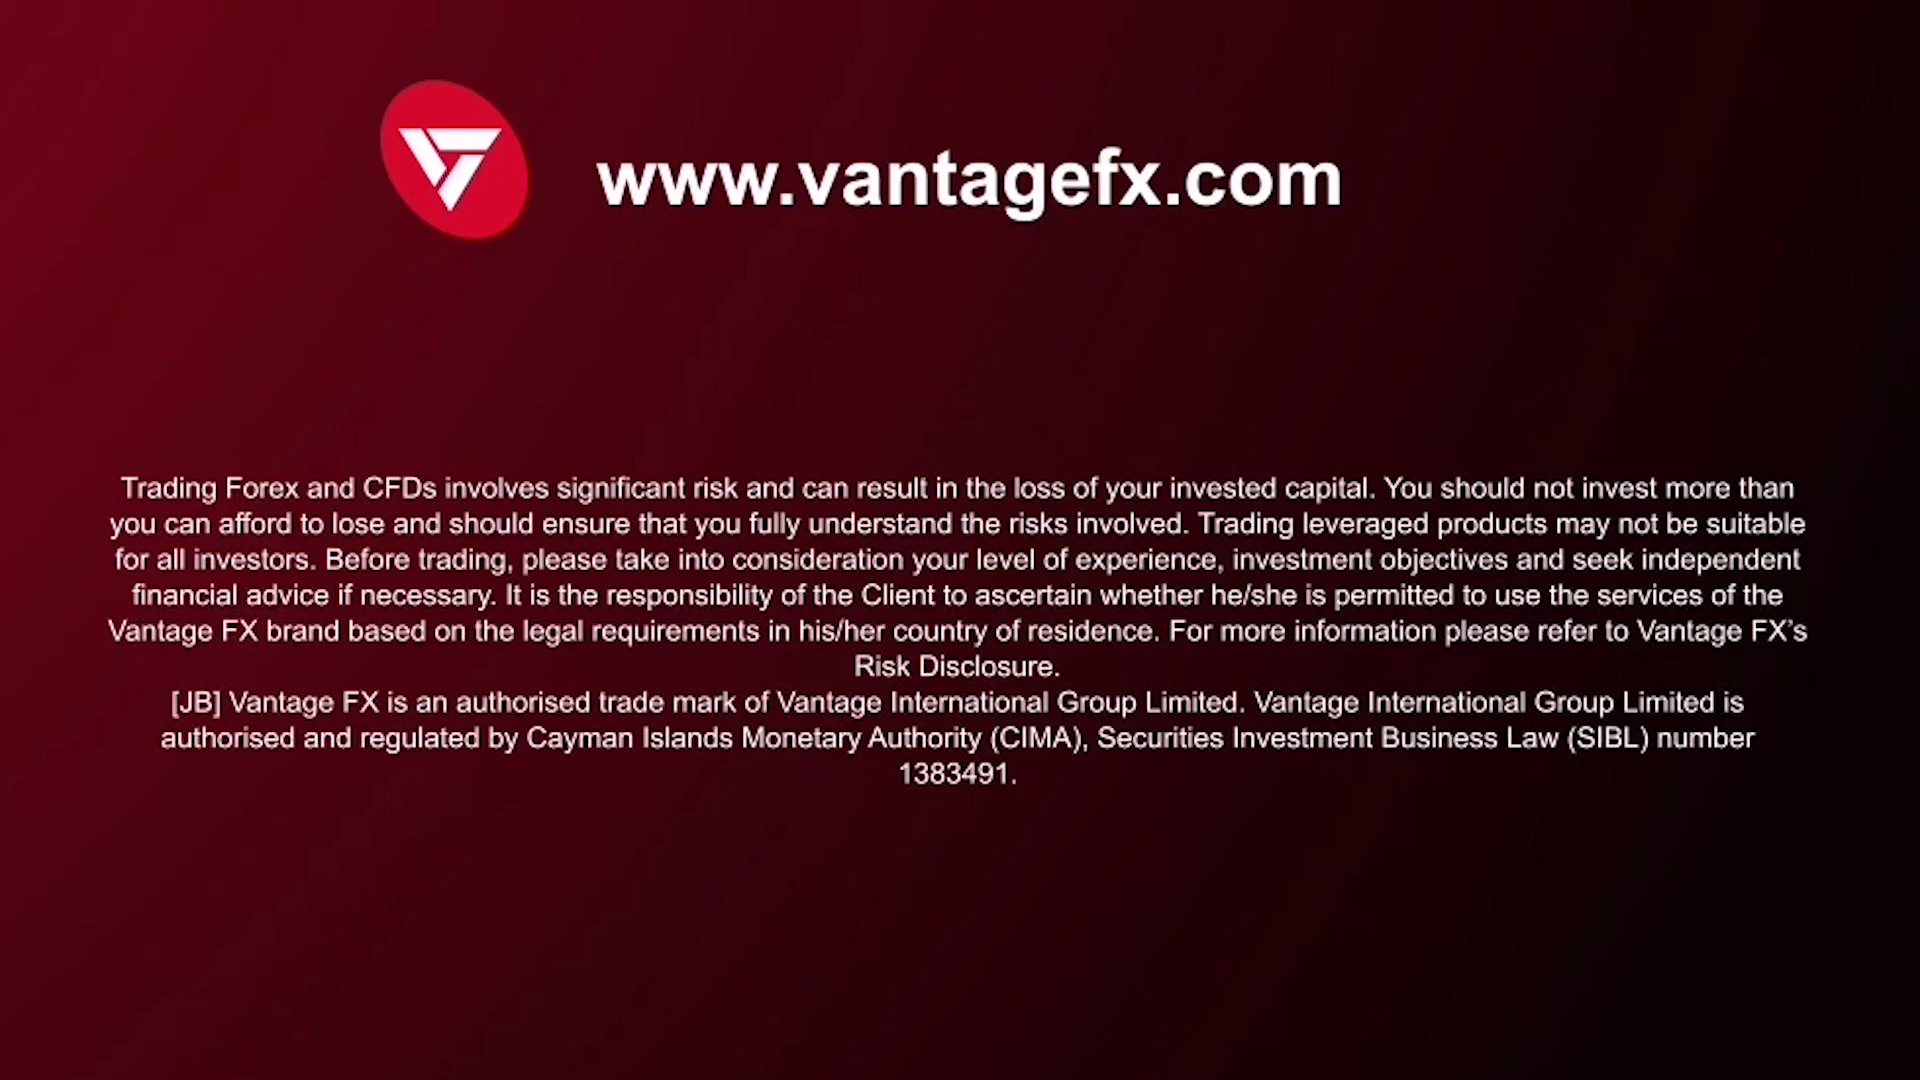 www.vantagefx.com
Trading Forex and CFDs involves significant risk and can result in the loss of your invested capital. You should not invest more than
you can afford to lose and should ensure that you fully understand the risks involved. Trading leveraged products may not be suitable
for all investors. Before trading, please take into consideration your level of experience, investment objectives and seek independent
financial advice if necessary. It is the responsibility of the Client to ascertain whether he/she is permitted to use the services of the
Vantage FX brand based on the legal requirements in his/her country of residence. For more information please refer to Vantage FX’s
Risk Disclosure.
[JB] Vantage FX is an authorised trade mark of Vantage International Group Limited. Vantage International Group Limited is
authorised and regulated by Cayman Islands Monetary Authority (CIMA), Securities Investment Business Law (SIBL) number
1383491.